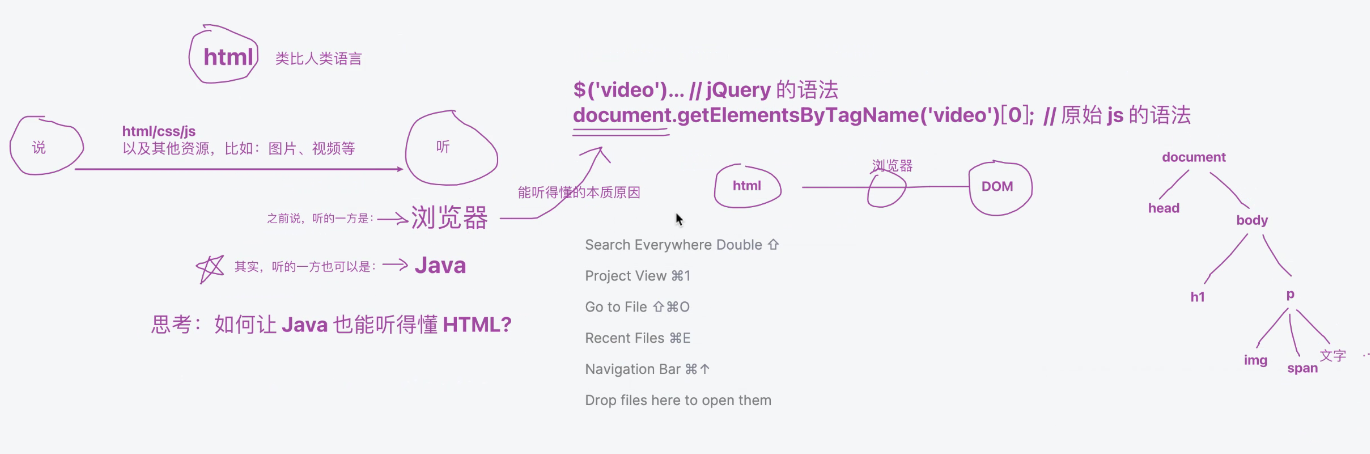 html 类比人类语言
说
html/css/js
以及其他资源，比如：图片、视频等
听
之前说，听的一方是：
浏览器
其实，听的一方也可以是：
Java
思考：如何让 Java 也能听得懂 HTML?
能听得懂的本质原因
$('video')... // jQuery 的语法
document.getElementsByTagName('video')[0]; // 原始 js 的语法
html
浏览器
DOM
Search Everywhere Double ⇧
Project View ⌘1
Go to File ⇧⌘O
Recent Files ⌘E
Navigation Bar ⌘↑
Drop files here to open them
document
head
body
h1
p
img
span
文字